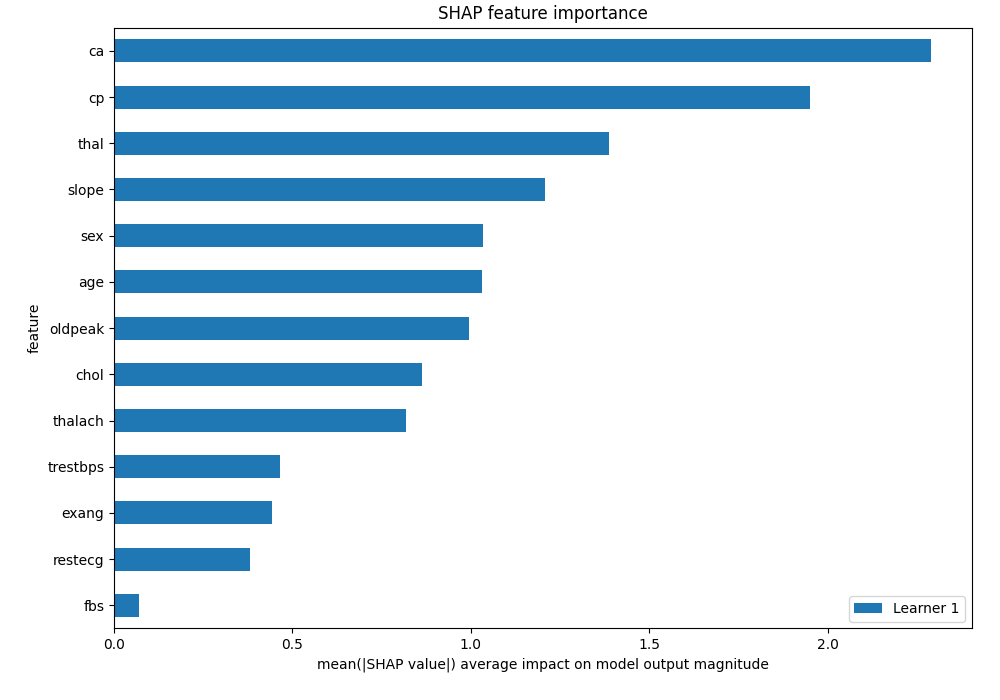 SHAP feature importance
ca
cp
thal
slope
sex
age
oldpeak
chol
thalach
trestbps
exang
restecg
fbs
feature
Learner 1
0.0 0.5 1.0 1.5 2.0
mean(|SHAP value|) average impact on model output magnitude